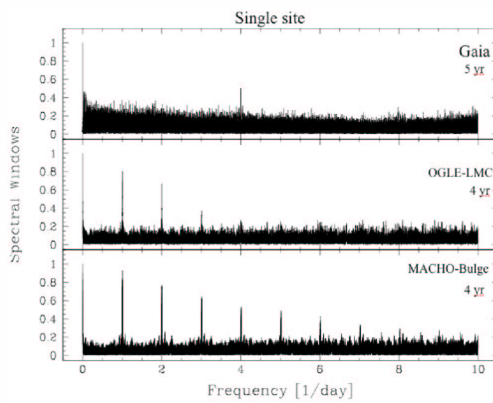 Single site
Gaia
5 yr
1
0.8
0.6
0.4
0.2
0
OGLE-LMC
4 yr
1
0.8
0.6
0.4
0.2
0
MACHO-Bulge
4 yr
1
0.8
0.6
0.4
0.2
0
Spectral Windows
0 2 4 6 8 10
Frequency [1/day]